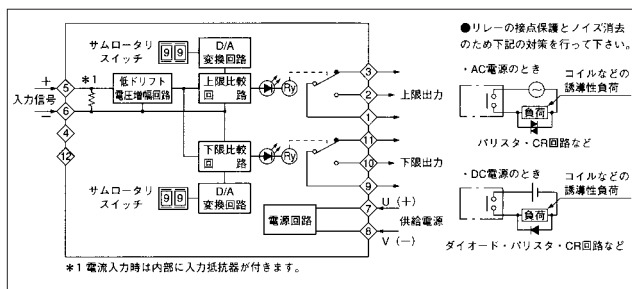 サムロータリ
スイッチ
9 9
D/A
変換回路
*1
＋
5
入力信号
−
6
4
12
低ドリフト
電圧増幅回路
上限比較
回　　路
Ry
3
2
上限出力
1
下限比較
回　　路
Ry
11
10
下限出力
9
サムロータリ
スイッチ
9 9
D/A
変換回路
電源回路
7
U（+）
供給電源
8
V（−）
*1 電流入力時は内部に入力抵抗器が付きます。
●リレーの接点保護とノイズ消去
のため下記の対策を行って下さい。
・AC電源のとき
コイルなどの
誘導性負荷
負荷
バリスタ・CR回路など
・DC電源のとき
コイルなどの
誘導性負荷
負荷
ダイオード・バリスタ・CR回路など